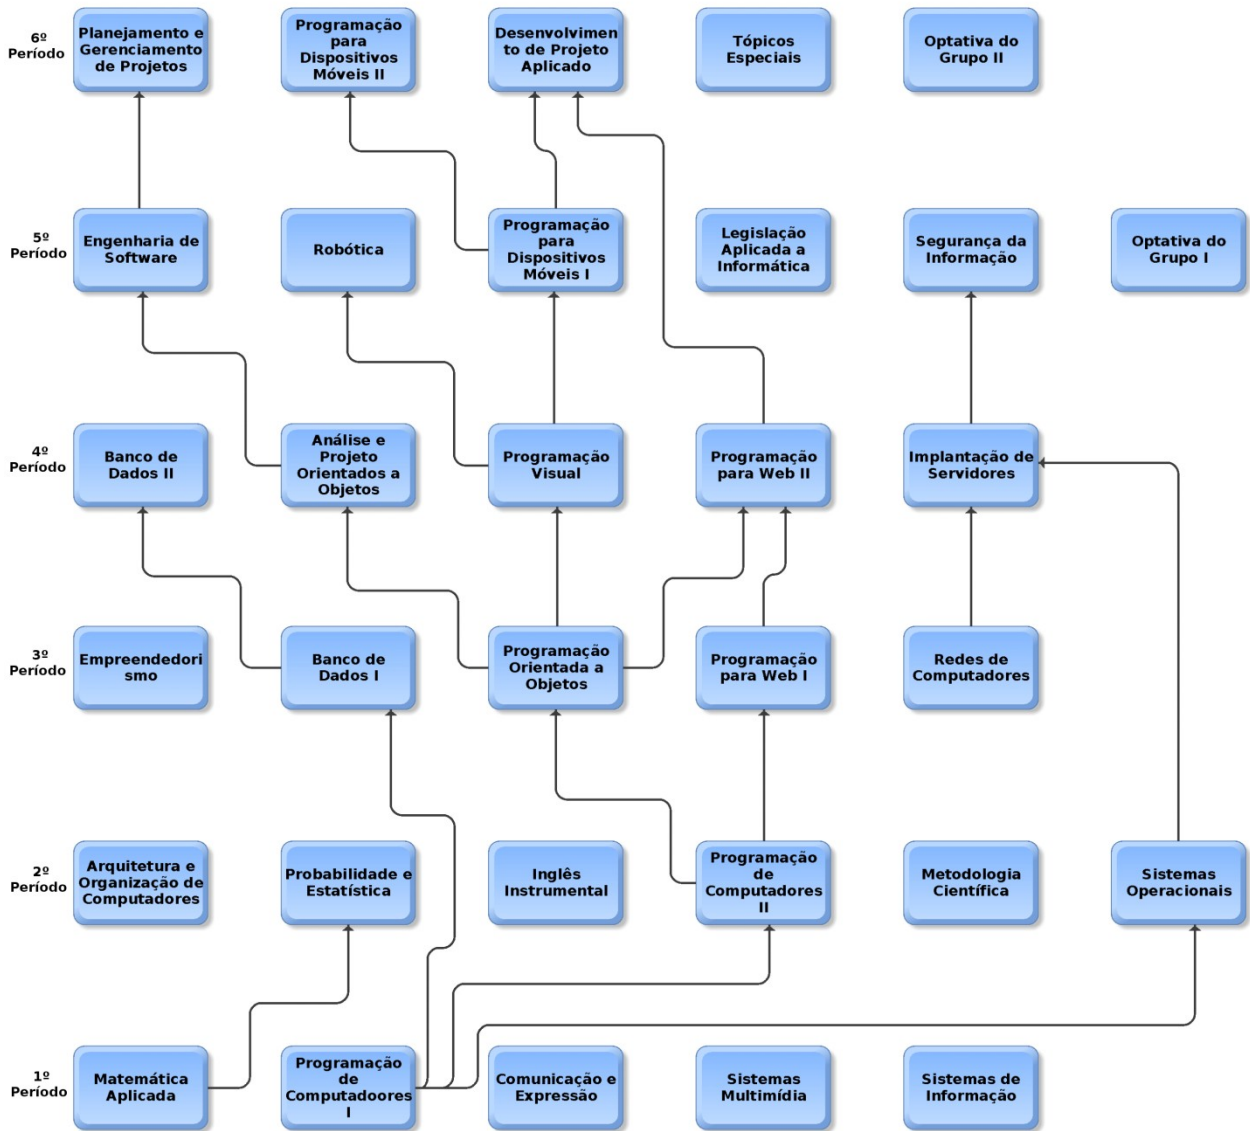 6º
Período
Planejamento e
Gerenciamento
de Projetos
Programação
para
Dispositivos
Móveis II
Desenvolvimen
to de Projeto
Aplicado
Tópicos
Especiais
Optativa do
Grupo II
5º
Período
Engenharia de
Software
Robótica
Programação
para
Dispositivos
Móveis I
Legislação
Aplicada a
Informática
Segurança da
Informação
Optativa do
Grupo I
4º
Período
Banco de
Dados II
Análise e
Projeto
Orientados a
Objetos
Programação
Visual
Programação
para Web II
Implantação de
Servidores
3º
Período
Empreendedori
smo
Banco de
Dados I
Programação
Orientada a
Objetos
Programação
para Web I
Redes de
Computadores
2º
Período
Arquitetura e
Organização de
Computadores
Probabilidade e
Estatística
Inglês
Instrumental
Programação
de
Computadores
II
Metodologia
Científica
Sistemas
Operacionais
1º
Período
Matemática
Aplicada
Programação
de
Computadoores
I
Comunicação e
Expressão
Sistemas
Multimídia
Sistemas de
Informação